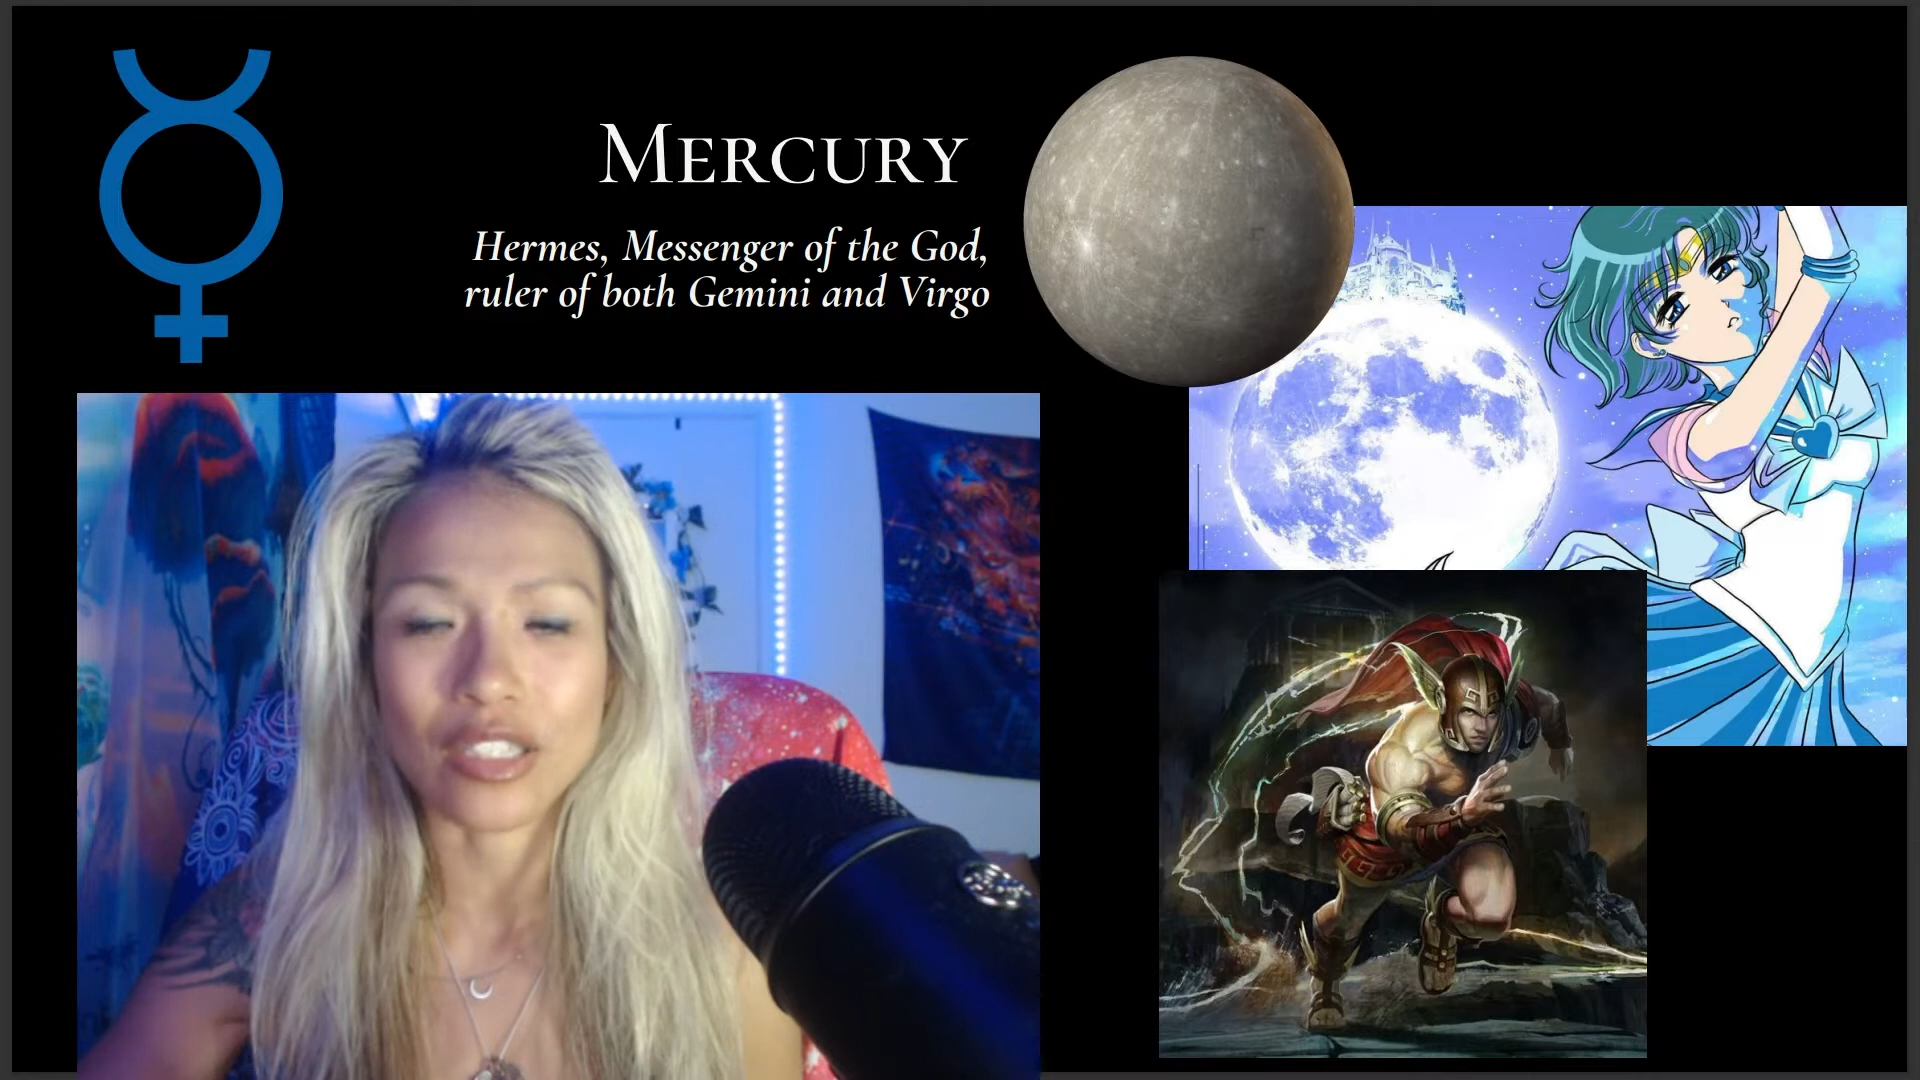 Mercury
Hermes, Messenger of the God,
ruler of both Gemini and Virgo